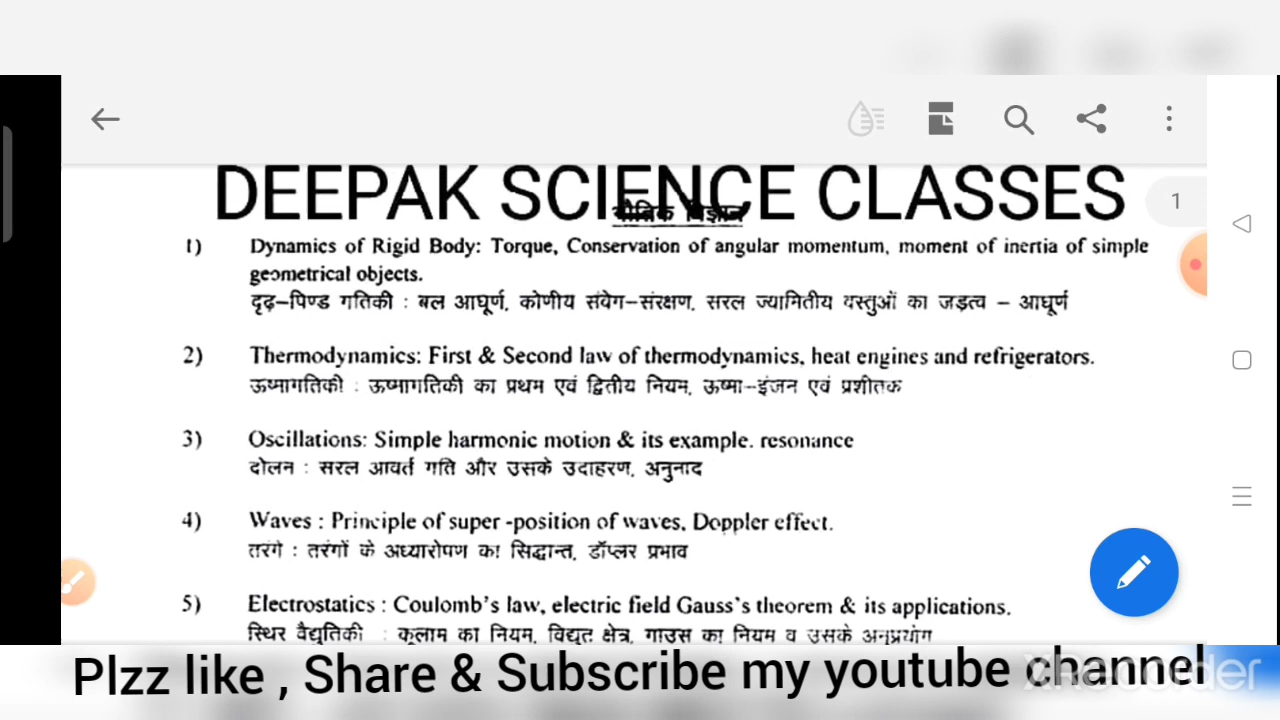 DEEPAK SCIENCE CLASSES
1
भौतिक विज्ञान
1) Dynamics of Rigid Body: Torque, Conservation of angular momentum, moment of inertia of simple
geometrical objects.
दृढ़–पिण्ड गतिकी : बल आघूर्ण, कोणीय संवेग–संरक्षण, सरल ज्यामितीय वस्तुओं का जड़त्व – आघूर्ण
2) Thermodynamics: First & Second law of thermodynamics, heat engines and refrigerators.
ऊष्मागतिकी : ऊष्मागतिकी का प्रथम एवं द्वितीय नियम, ऊष्मा–इंजन एवं प्रशीतक
3) Oscillations: Simple harmonic motion & its example. resonance
दोलन : सरल आवर्त गति और उसके उदाहरण, अनुनाद
4) Waves : Principle of super -position of waves, Doppler effect.
तरंगे : तरंगों के अध्यारोपण का सिद्धान्त, डॉप्लर प्रभाव
5) Electrostatics : Coulomb's law, electric field Gauss's theorem & its applications.
स्थिर वैद्युतिकी : कूलाम का नियम, विद्युत क्षेत्र, गाउस का नियम व उसके अनुप्रयोग
Plzz like , Share & Subscribe my youtube channel
XRecorder